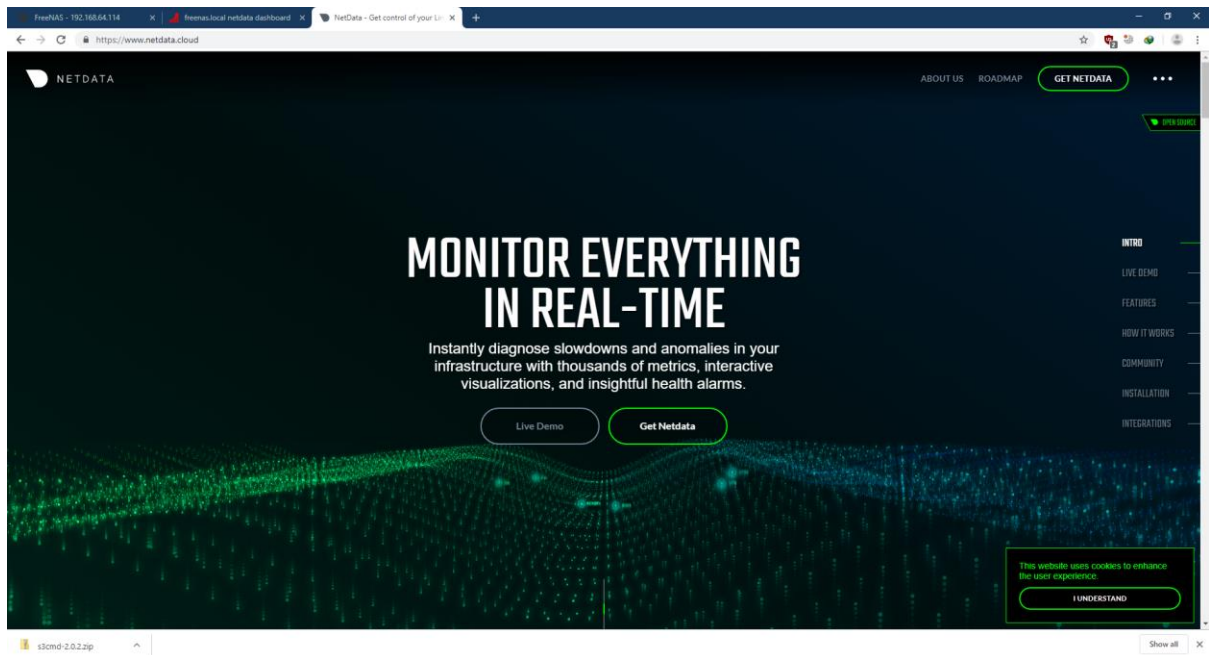 FreeNAS - 192.168.64.114
freenas.local netdata dashboard
NetData - Get control of your Li
https://www.netdata.cloud
NETDATA
ABOUT US ROADMAP GET NETDATA
OPEN SOURCE
MONITOR EVERYTHING
IN REAL-TIME
Instantly diagnose slowdowns and anomalies in your
infrastructure with thousands of metrics, interactive
visualizations, and insightful health alarms.
Live Demo Get Netdata
INTRO
LIVE DEMO
FEATURES
HOW IT WORKS
COMMUNITY
INSTALLATION
INTEGRATIONS
This website uses cookies to enhance
the user experience.
I UNDERSTAND
s3cmd-2.0.2.zip
Show all